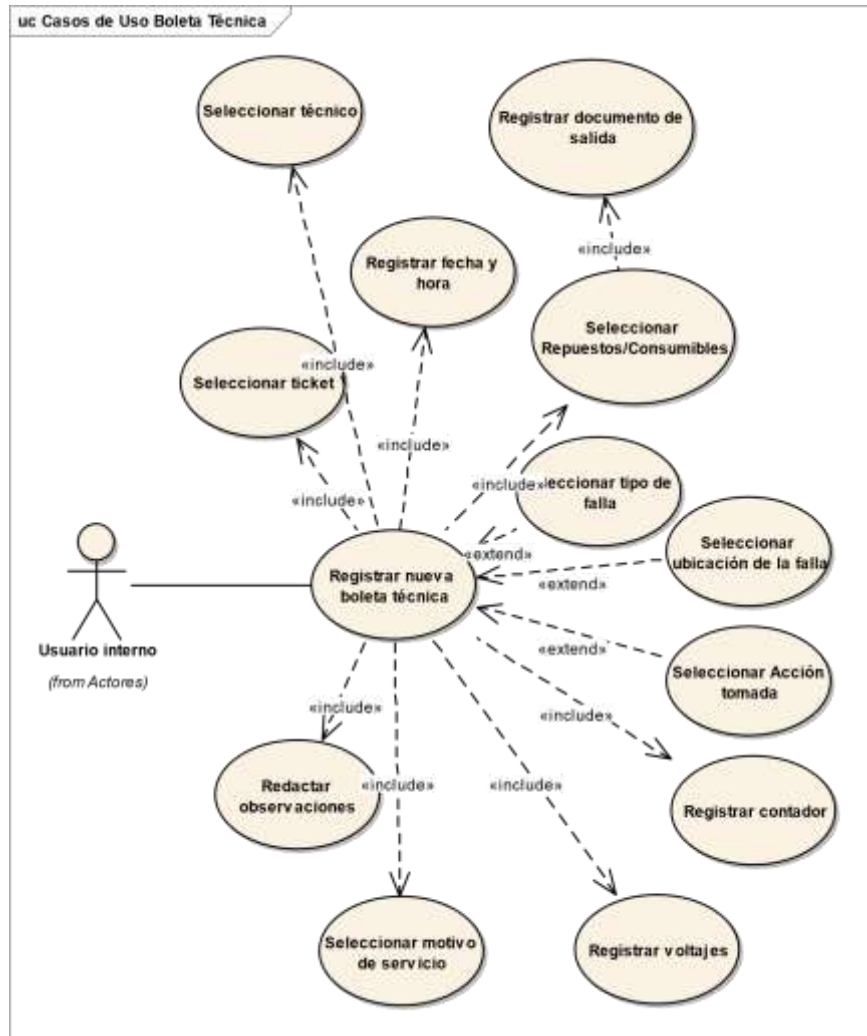 uc Casos de Uso Boleta Técnica
Seleccionar técnico
Registrar documento de
salida
«include»
Registrar fecha y
hora
Seleccionar
Repuestos/Consumibles
«include»
Seleccionar ticket
«include»
«include»
«include»
eccionar tipo de
falla
«include»
«extend»
Seleccionar
ubicación de la falla
«extend»
Registrar nueva
boleta técnica
Usuario interno
(from Actores)
«extend»
Seleccionar Acción
tomada
«include»
«include»
Redactar
observaciones
«include»
«include»
Registrar contador
Seleccionar motivo
de servicio
Registrar voltajes